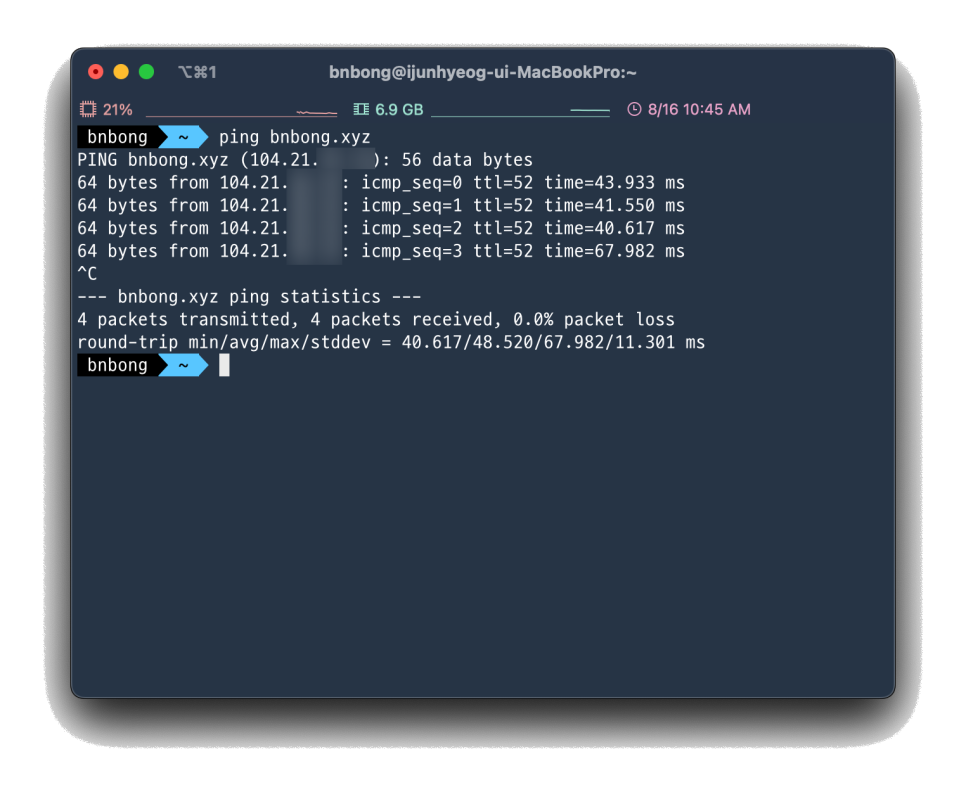 ⌥⌘1 bnbong@ijunhyeog-ui-MacBookPro:~
21% 6.9 GB 8/16 10:45 AM
bnbong ~ ping bnbong.xyz
PING bnbong.xyz (104.21. ): 56 data bytes
64 bytes from 104.21. : icmp_seq=0 ttl=52 time=43.933 ms
64 bytes from 104.21. : icmp_seq=1 ttl=52 time=41.550 ms
64 bytes from 104.21. : icmp_seq=2 ttl=52 time=40.617 ms
64 bytes from 104.21. : icmp_seq=3 ttl=52 time=67.982 ms
^C
--- bnbong.xyz ping statistics ---
4 packets transmitted, 4 packets received, 0.0% packet loss
round-trip min/avg/max/stddev = 40.617/48.520/67.982/11.301 ms
bnbong ~